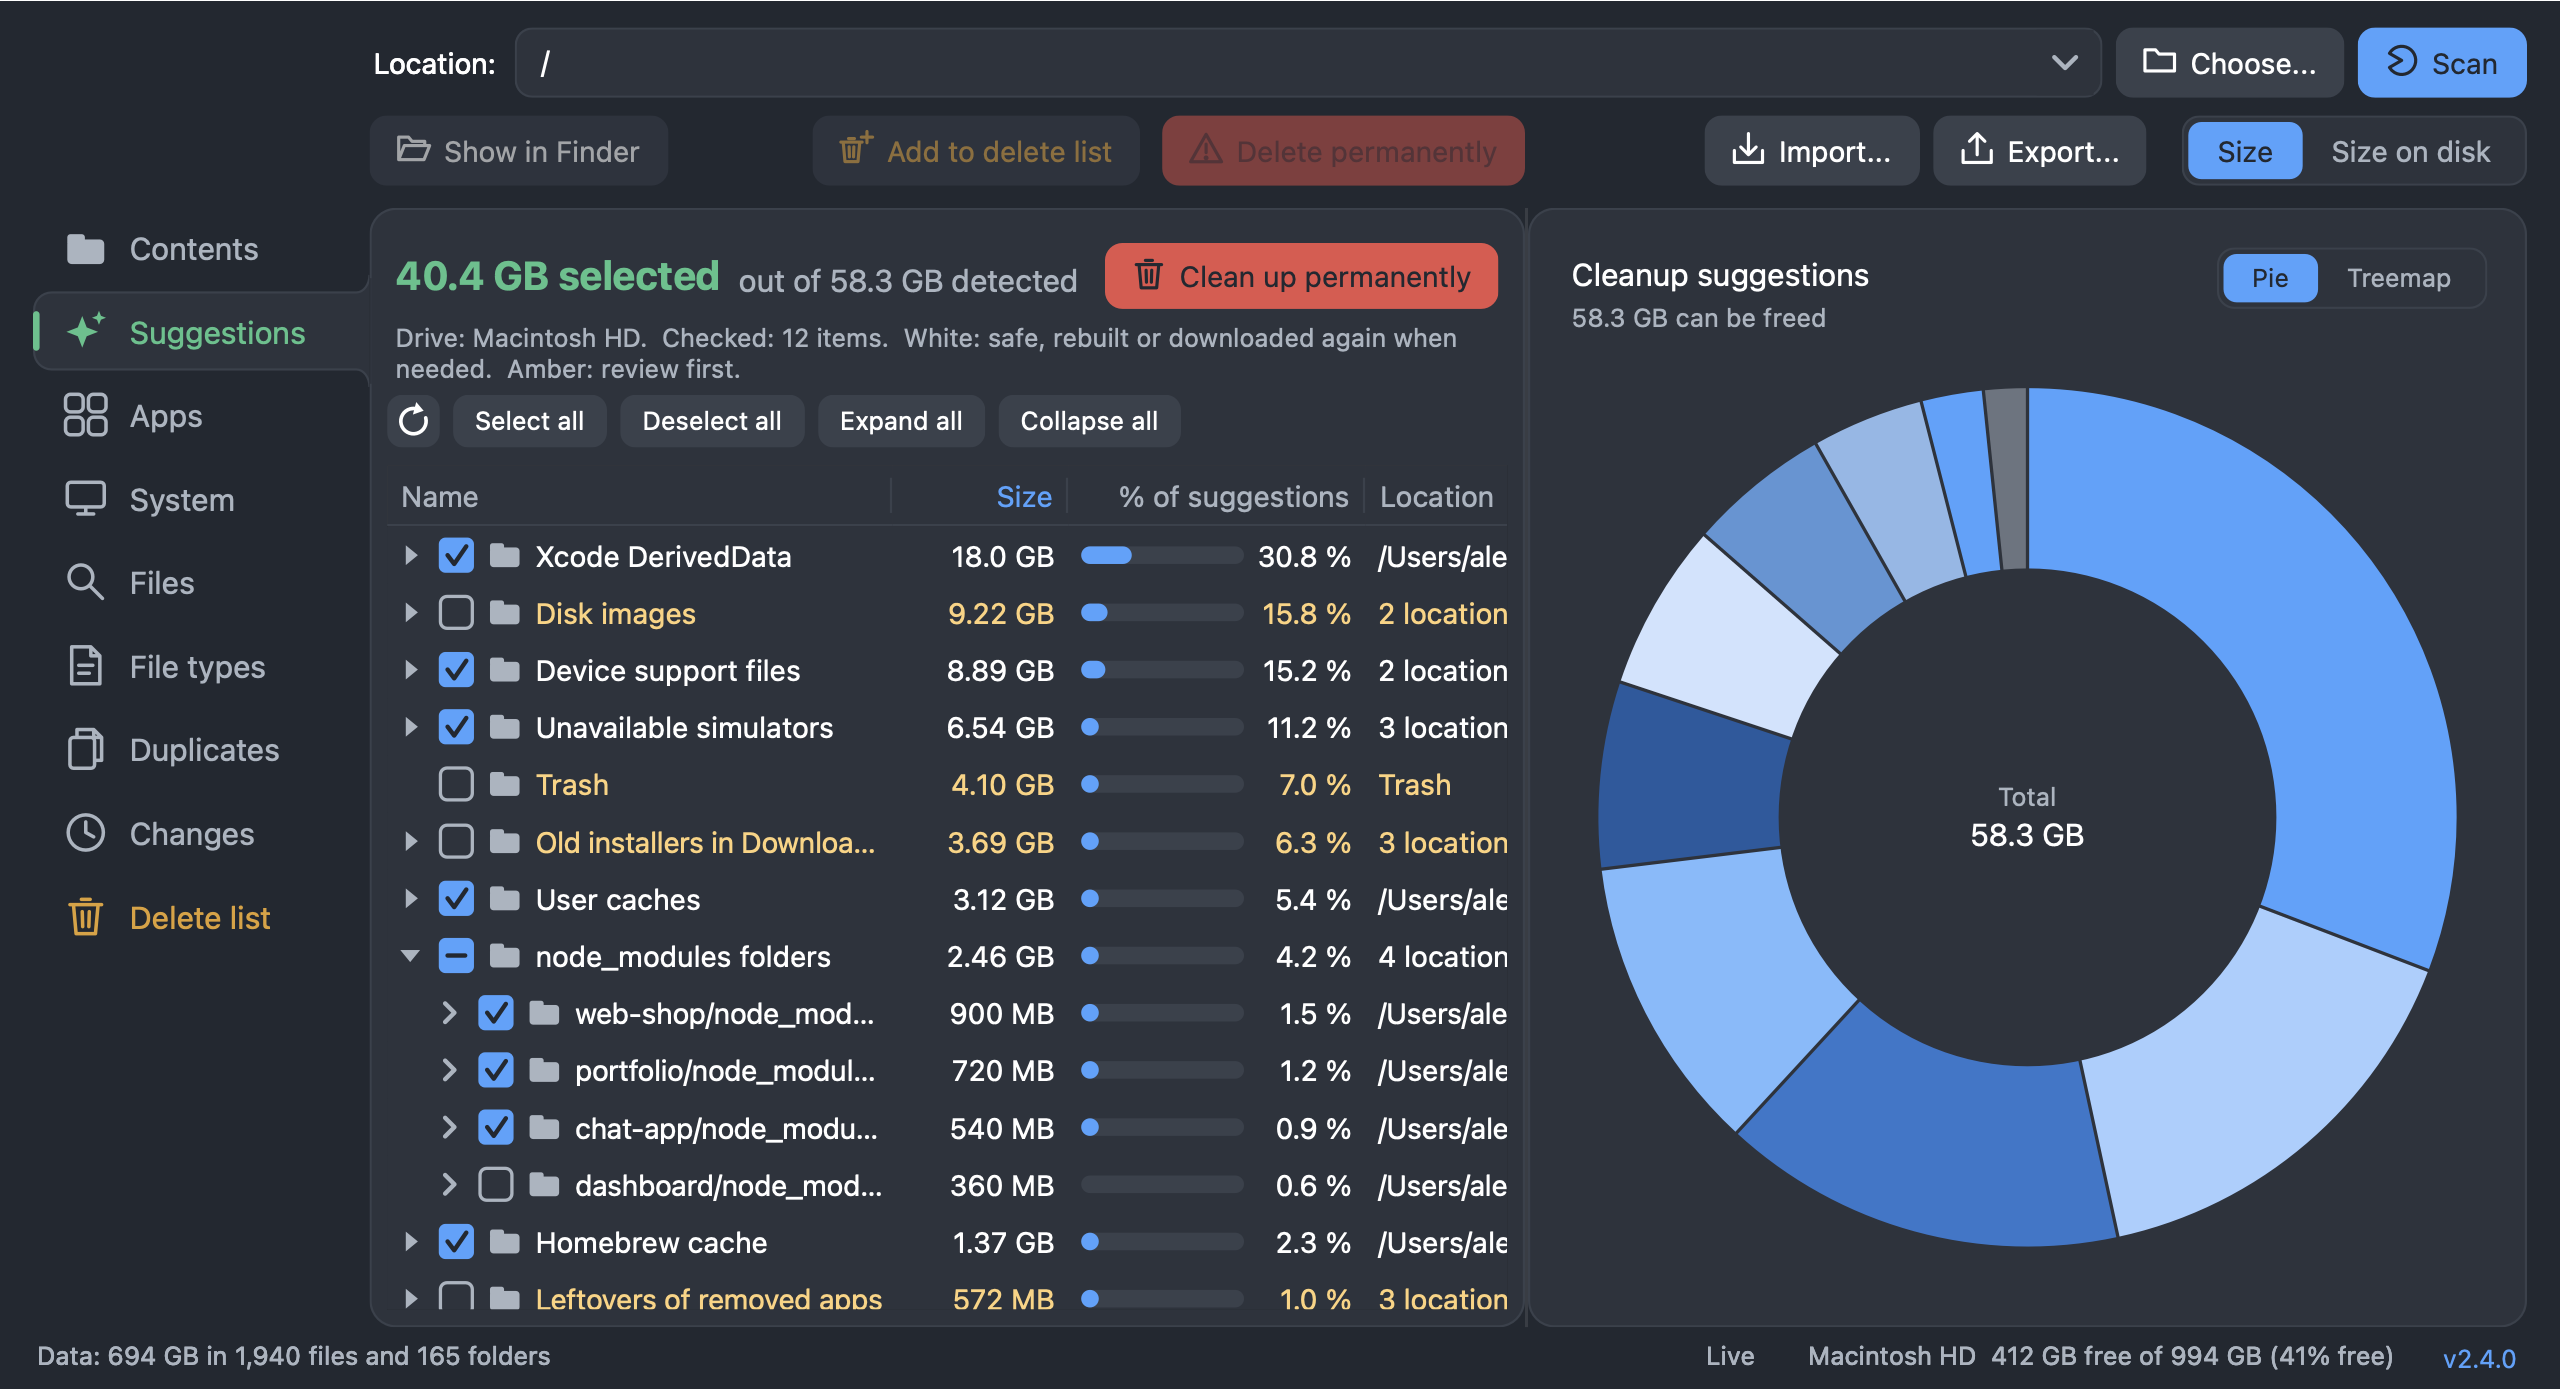 Location: /
Choose...
Scan
Show in Finder
Add to delete list
Delete permanently
Import...
Export...
Size
Size on disk
Contents
Suggestions
Apps
System
Files
File types
Duplicates
Changes
Delete list
40.4 GB selected out of 58.3 GB detected
Clean up permanently
Drive: Macintosh HD.  Checked: 12 items.  White: safe, rebuilt or downloaded again when
needed.  Amber: review first.
Select all
Deselect all
Expand all
Collapse all
Name Size % of suggestions Location
Xcode DerivedData 18.0 GB 30.8 % /Users/ale
Disk images 9.22 GB 15.8 % 2 location
Device support files 8.89 GB 15.2 % 2 location
Unavailable simulators 6.54 GB 11.2 % 3 location
Trash 4.10 GB 7.0 % Trash
Old installers in Downloa... 3.69 GB 6.3 % 3 location
User caches 3.12 GB 5.4 % /Users/ale
node_modules folders 2.46 GB 4.2 % 4 location
web-shop/node_mod... 900 MB 1.5 % /Users/ale
portfolio/node_modul... 720 MB 1.2 % /Users/ale
chat-app/node_modu... 540 MB 0.9 % /Users/ale
dashboard/node_mod... 360 MB 0.6 % /Users/ale
Homebrew cache 1.37 GB 2.3 % /Users/ale
Leftovers of removed apps 572 MB 1.0 % 3 location
Cleanup suggestions
58.3 GB can be freed
Pie
Treemap
Total
58.3 GB
Data: 694 GB in 1,940 files and 165 folders
Live
Macintosh HD  412 GB free of 994 GB (41% free)
v2.4.0